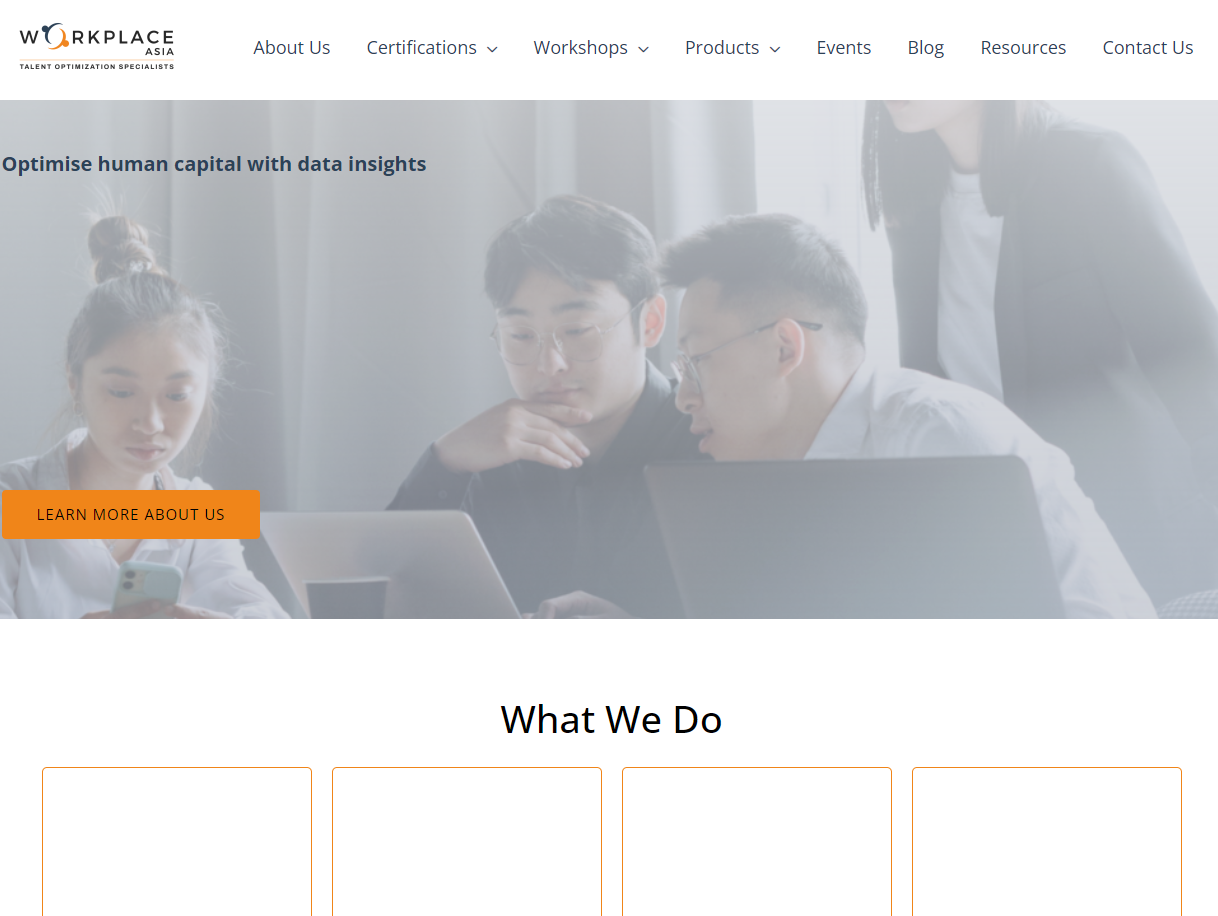 WORKPLACE
ASIA
TALENT OPTIMIZATION SPECIALISTS
About Us
Certifications
Workshops
Products
Events
Blog
Resources
Contact Us
Optimise human capital with data insights
LEARN MORE ABOUT US
What We Do